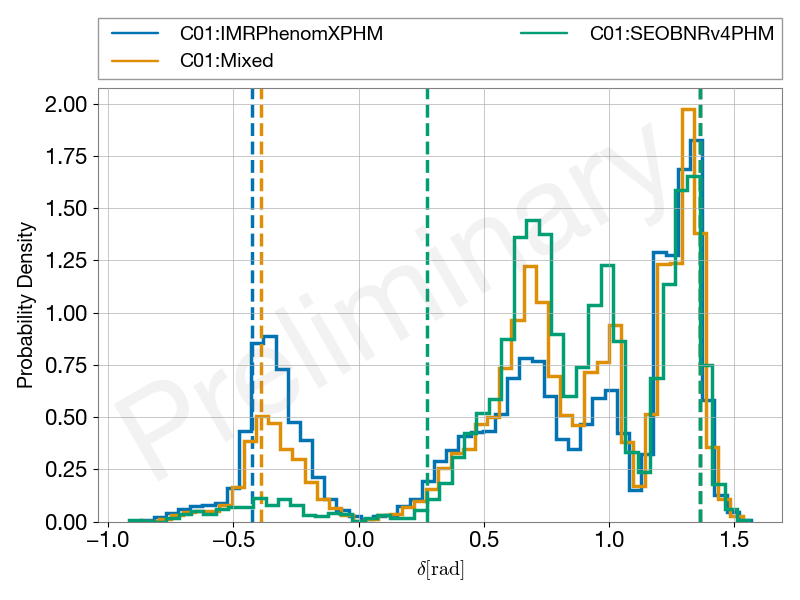 C01:IMRPhenomXPHM
C01:Mixed
C01:SEOBNRv4PHM
2.00
1.75
1.50
1.25
1.00
0.75
0.50
0.25
0.00
Probability Density
Preliminary
−1.0 −0.5 0.0 0.5 1.0 1.5
δ[rad]